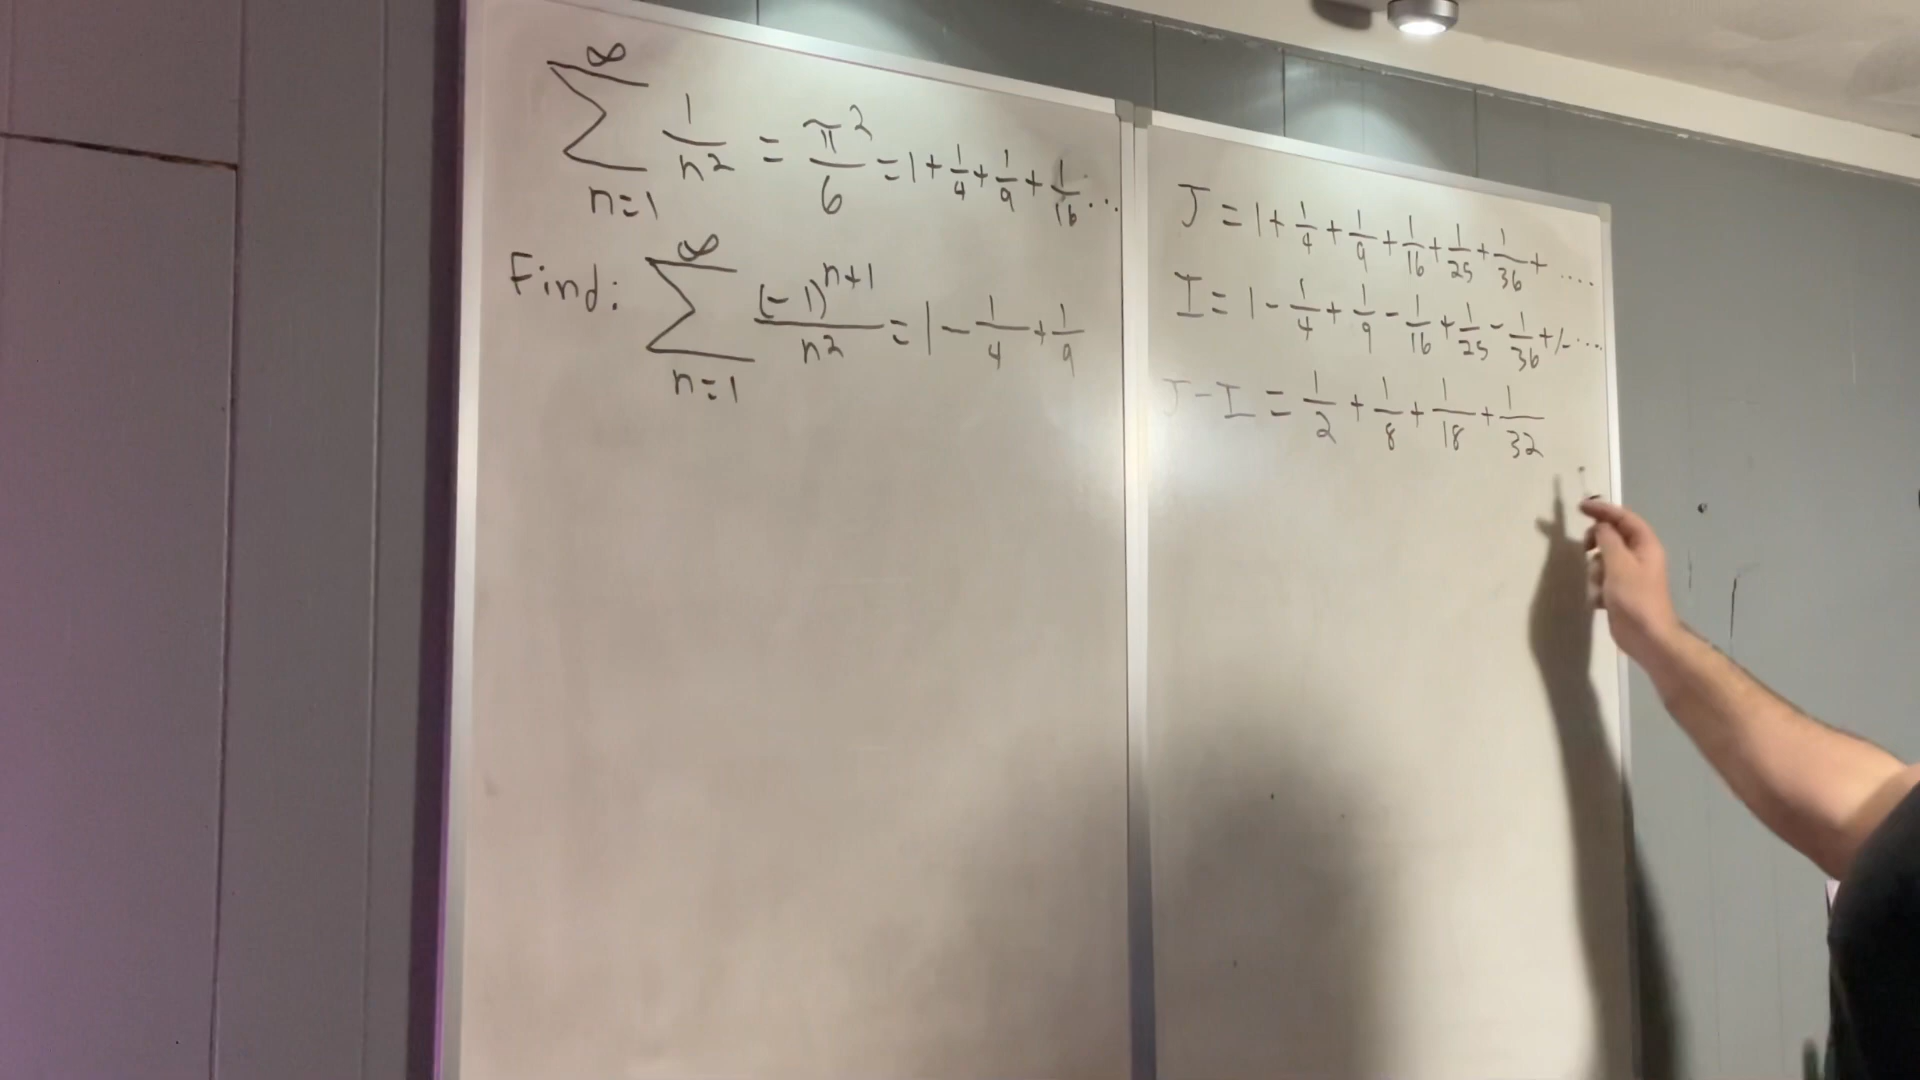 ∞
∑ 1/n² = π²/6 = 1 + 1/4 + 1/9 + 1/16 ...
n=1
Find: ∞
∑ (-1)^(n+1)/n² = 1 - 1/4 + 1/9
n=1
J = 1 + 1/4 + 1/9 + 1/16 + 1/25 + 1/36 + ....
I = 1 - 1/4 + 1/9 - 1/16 + 1/25 - 1/36 +/- ....
J - I = 1/2 + 1/8 + 1/18 + 1/32